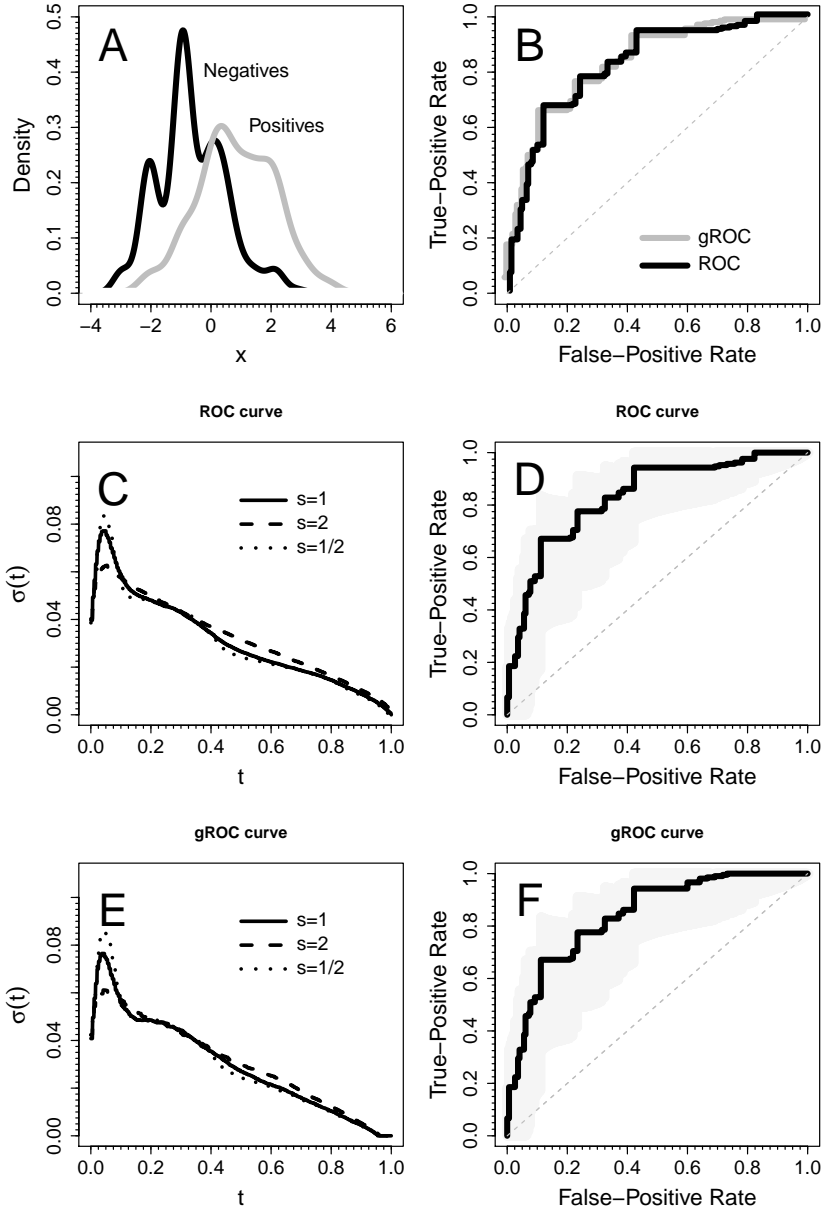 A
Negatives
Positives
Density
0.0 0.1 0.2 0.3 0.4 0.5
−4 −2 0 2 4 6
x
B
gROC
ROC
True−Positive Rate
0.0 0.2 0.4 0.6 0.8 1.0
0.0 0.2 0.4 0.6 0.8 1.0
False−Positive Rate
ROC curve
C
s=1
s=2
s=1/2
σ(t)
0.00 0.04 0.08
0.0 0.2 0.4 0.6 0.8 1.0
t
ROC curve
D
True−Positive Rate
0.0 0.2 0.4 0.6 0.8 1.0
0.0 0.2 0.4 0.6 0.8 1.0
False−Positive Rate
gROC curve
E
s=1
s=2
s=1/2
σ(t)
0.00 0.04 0.08
0.0 0.2 0.4 0.6 0.8 1.0
t
gROC curve
F
True−Positive Rate
0.0 0.2 0.4 0.6 0.8 1.0
0.0 0.2 0.4 0.6 0.8 1.0
False−Positive Rate